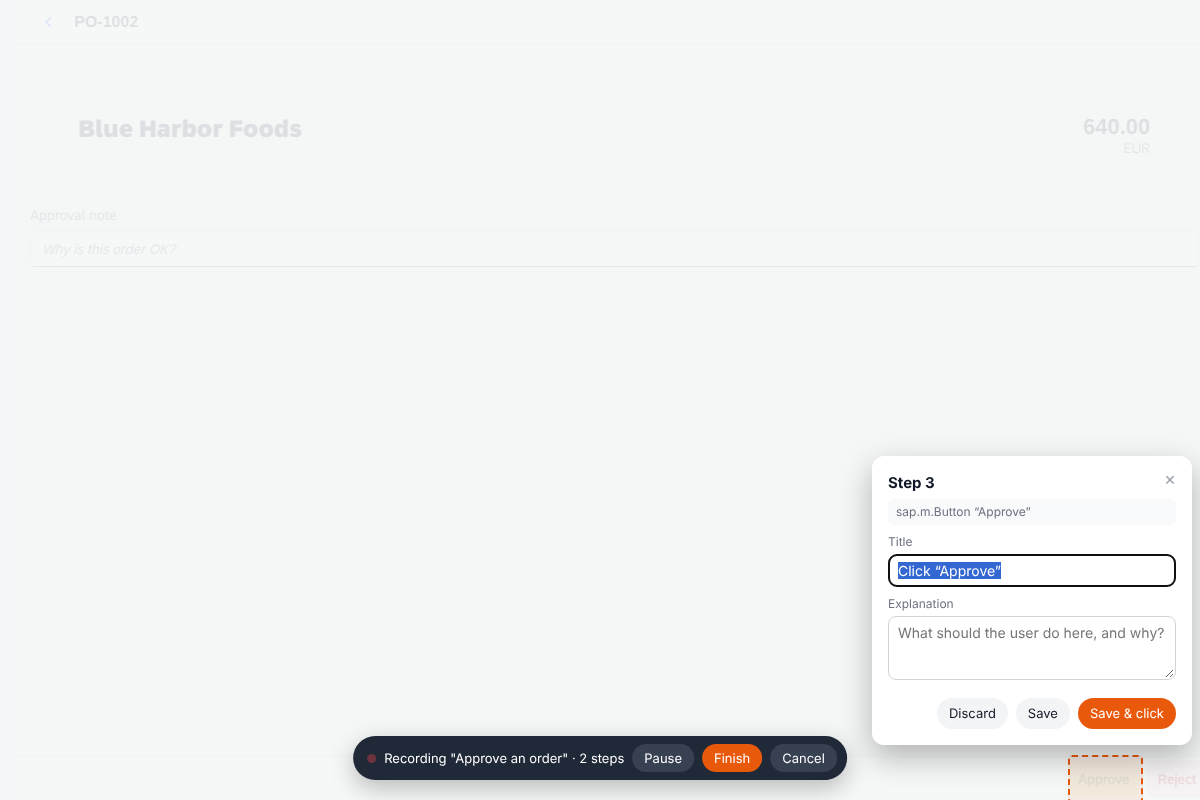 PO-1002
Blue Harbor Foods
640.00
EUR
Approval note
Why is this order OK?
Step 3
×
sap.m.Button “Approve”
Title
Click “Approve”
Explanation
What should the user do here, and why?
Discard Save Save & click
Recording "Approve an order" · 2 steps Pause Finish Cancel
Approve Reject